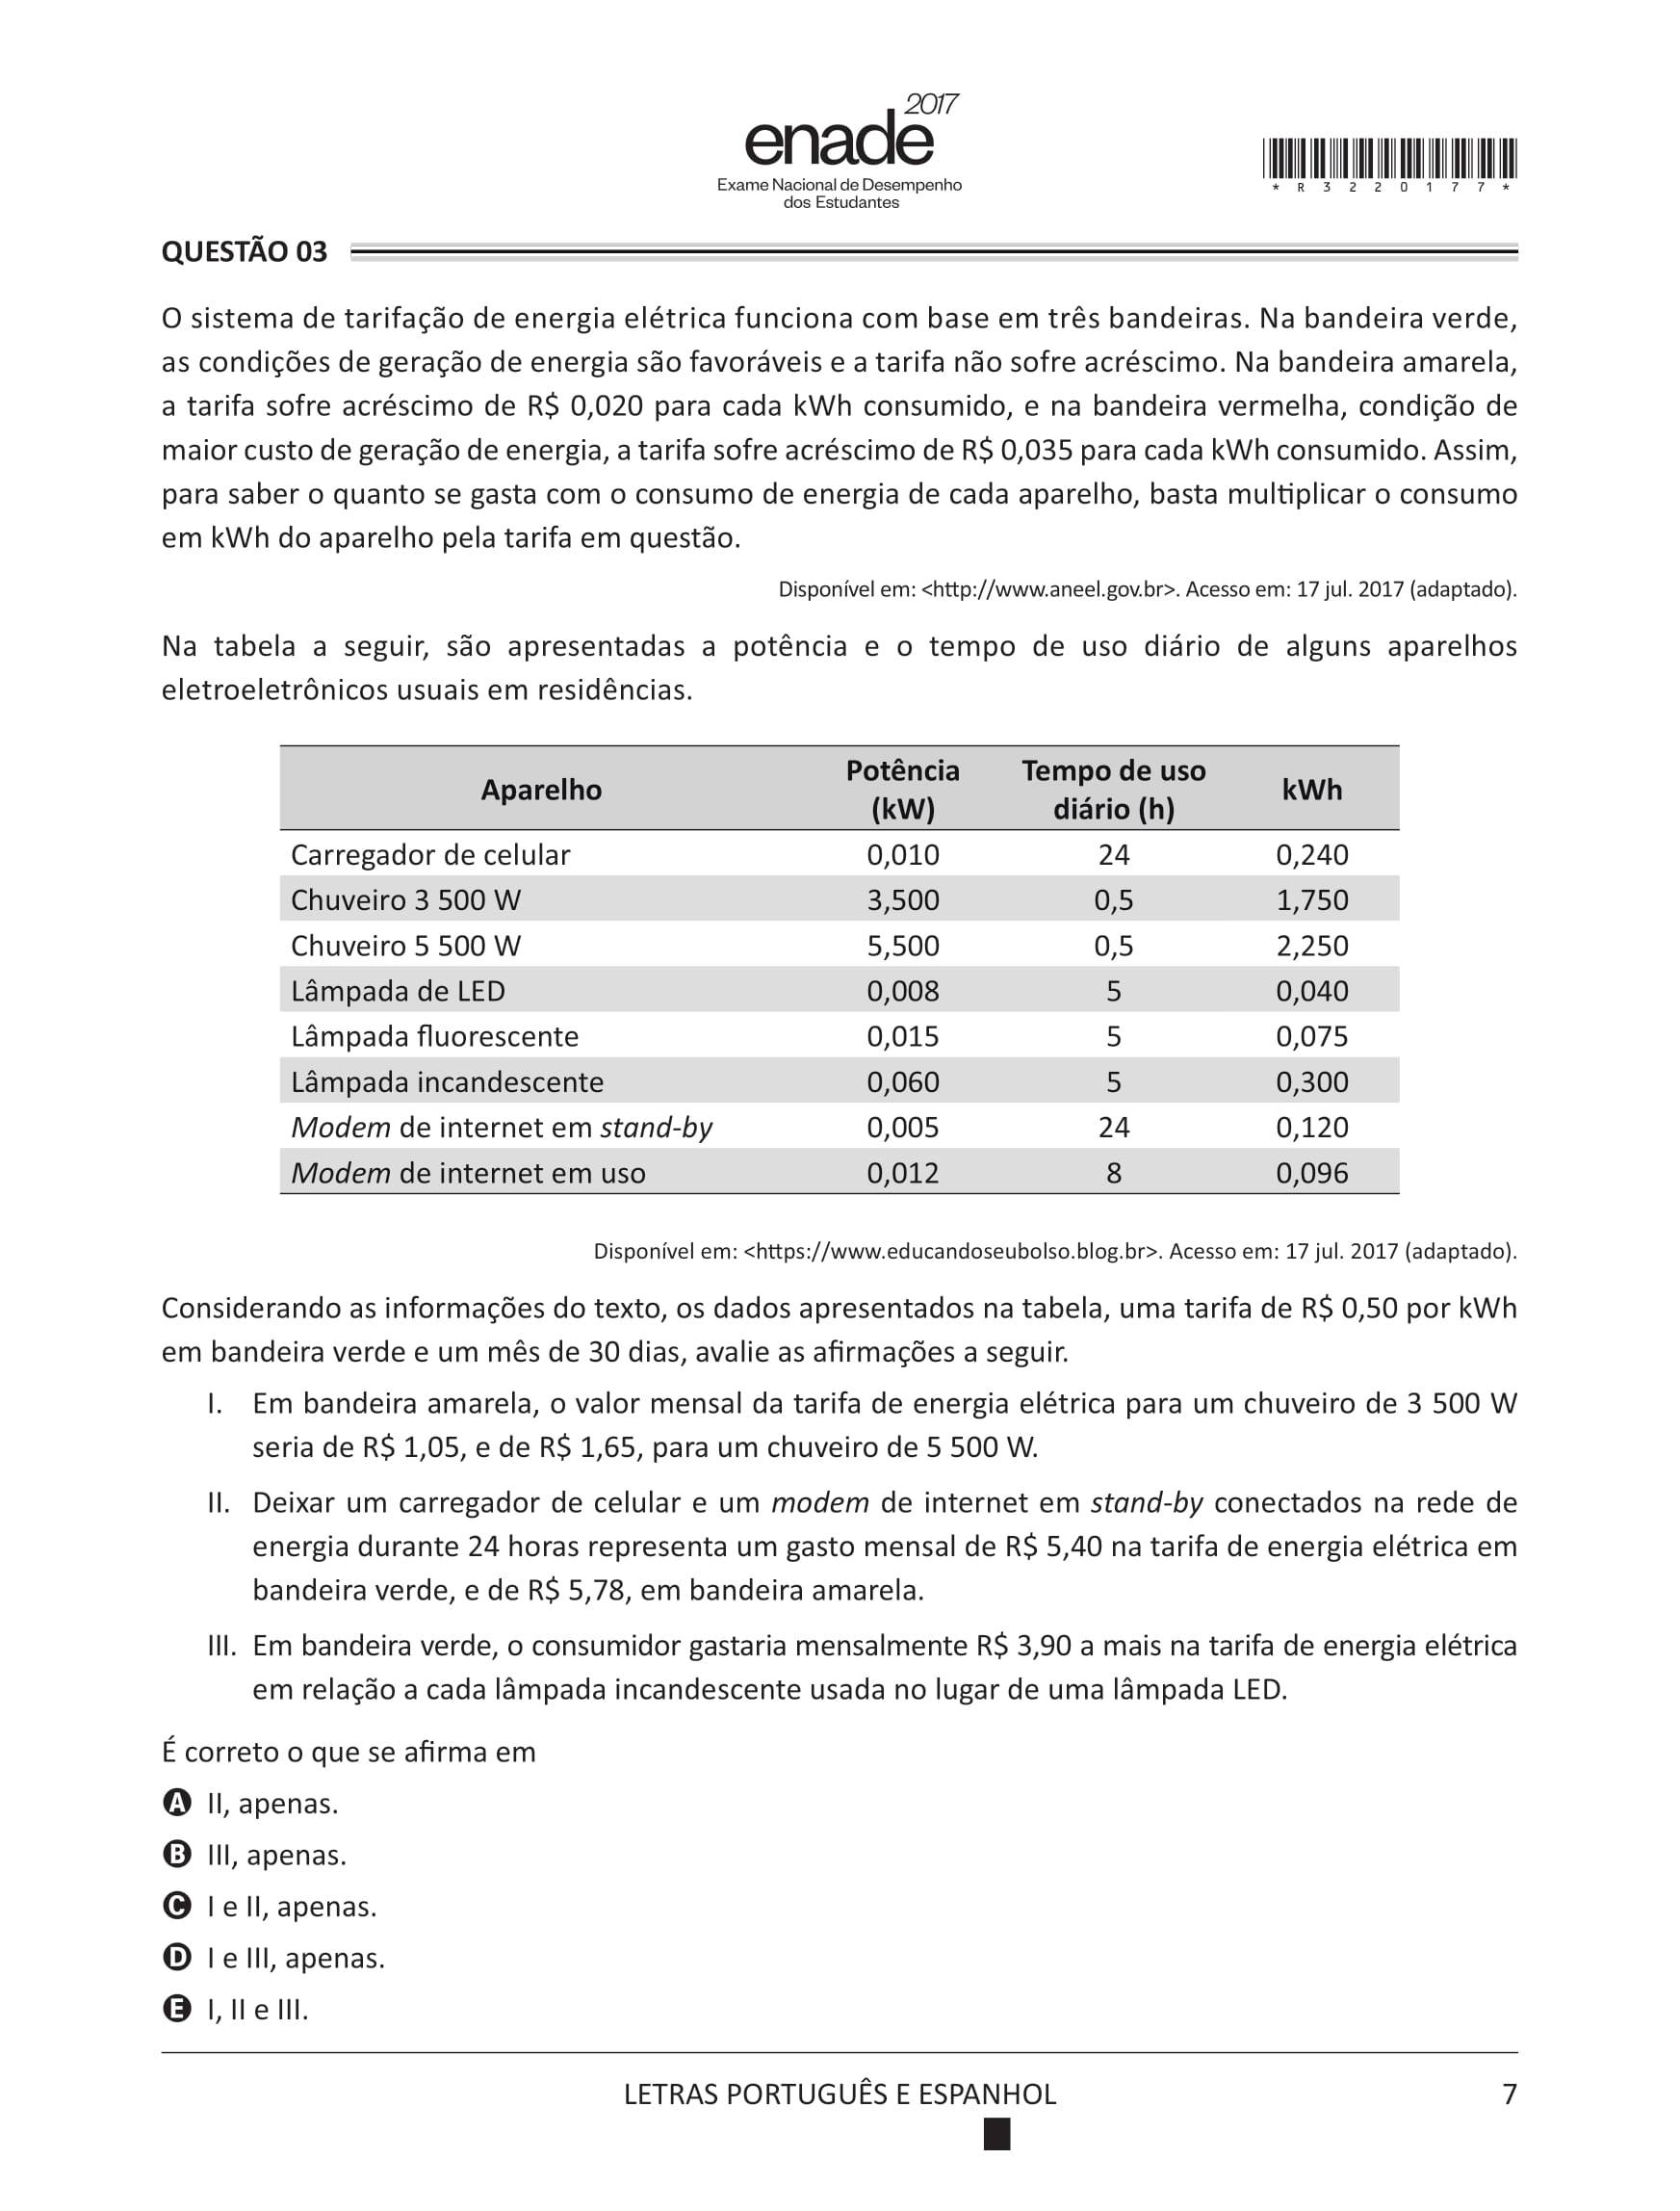 2017
enade
Exame Nacional de Desempenho
dos Estudantes
* R 3 2 2 0 1 7 7 *
QUESTÃO 03
O sistema de tarifação de energia elétrica funciona com base em três bandeiras. Na bandeira verde,
as condições de geração de energia são favoráveis e a tarifa não sofre acréscimo. Na bandeira amarela,
a tarifa sofre acréscimo de R$ 0,020 para cada kWh consumido, e na bandeira vermelha, condição de
maior custo de geração de energia, a tarifa sofre acréscimo de R$ 0,035 para cada kWh consumido. Assim,
para saber o quanto se gasta com o consumo de energia de cada aparelho, basta multiplicar o consumo
em kWh do aparelho pela tarifa em questão.
Disponível em: <http://www.aneel.gov.br>. Acesso em: 17 jul. 2017 (adaptado).
Na tabela a seguir, são apresentadas a potência e o tempo de uso diário de alguns aparelhos
eletroeletrônicos usuais em residências.
Aparelho Potência (kW) Tempo de uso diário (h) kWh
Carregador de celular 0,010 24 0,240
Chuveiro 3 500 W 3,500 0,5 1,750
Chuveiro 5 500 W 5,500 0,5 2,250
Lâmpada de LED 0,008 5 0,040
Lâmpada fluorescente 0,015 5 0,075
Lâmpada incandescente 0,060 5 0,300
Modem de internet em stand-by 0,005 24 0,120
Modem de internet em uso 0,012 8 0,096
Disponível em: <https://www.educandoseubolso.blog.br>. Acesso em: 17 jul. 2017 (adaptado).
Considerando as informações do texto, os dados apresentados na tabela, uma tarifa de R$ 0,50 por kWh
em bandeira verde e um mês de 30 dias, avalie as afirmações a seguir.
I. Em bandeira amarela, o valor mensal da tarifa de energia elétrica para um chuveiro de 3 500 W
seria de R$ 1,05, e de R$ 1,65, para um chuveiro de 5 500 W.
II. Deixar um carregador de celular e um modem de internet em stand-by conectados na rede de
energia durante 24 horas representa um gasto mensal de R$ 5,40 na tarifa de energia elétrica em
bandeira verde, e de R$ 5,78, em bandeira amarela.
III. Em bandeira verde, o consumidor gastaria mensalmente R$ 3,90 a mais na tarifa de energia elétrica
em relação a cada lâmpada incandescente usada no lugar de uma lâmpada LED.
É correto o que se afirma em
A II, apenas.
B III, apenas.
C I e II, apenas.
D I e III, apenas.
E I, II e III.
LETRAS PORTUGUÊS E ESPANHOL 7